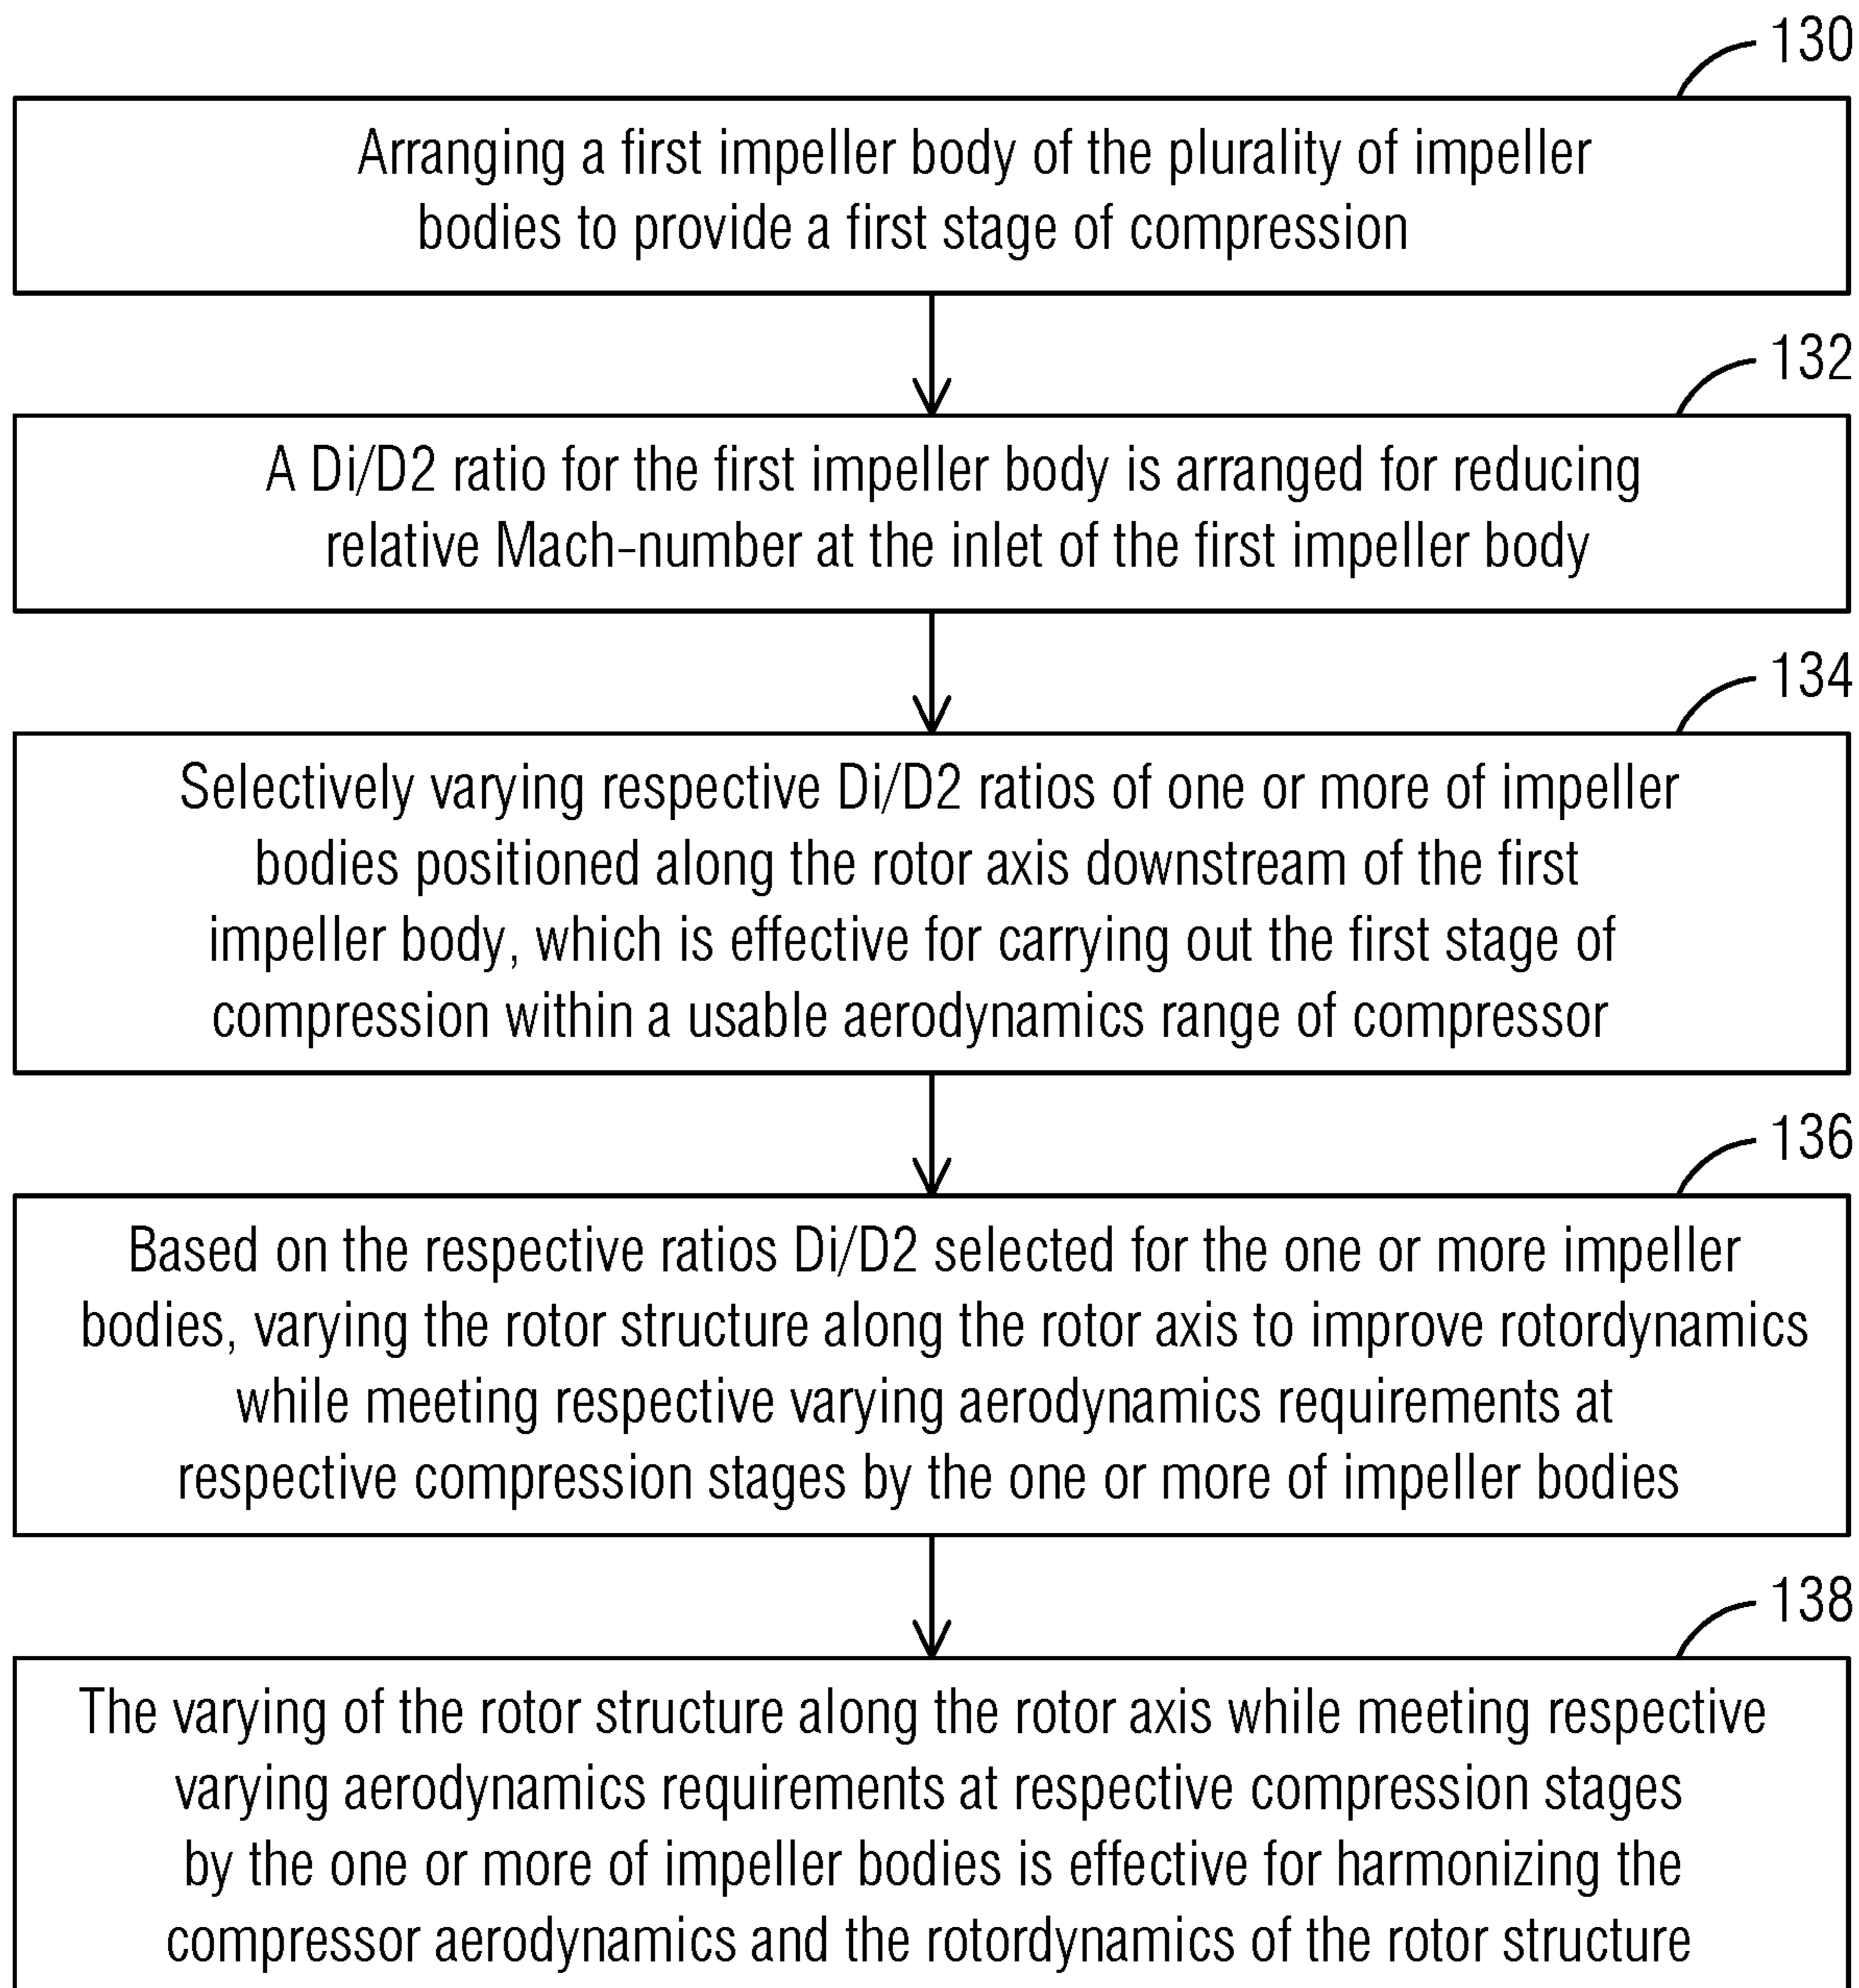 130
Arranging a first impeller body of the plurality of impeller
bodies to provide a first stage of compression
132
A Di/D2 ratio for the first impeller body is arranged for reducing
relative Mach-number at the inlet of the first impeller body
134
Selectively varying respective Di/D2 ratios of one or more of impeller
bodies positioned along the rotor axis downstream of the first
impeller body, which is effective for carrying out the first stage of
compression within a usable aerodynamics range of compressor
136
Based on the respective ratios Di/D2 selected for the one or more impeller
bodies, varying the rotor structure along the rotor axis to improve rotordynamics
while meeting respective varying aerodynamics requirements at
respective compression stages by the one or more of impeller bodies
138
The varying of the rotor structure along the rotor axis while meeting respective
varying aerodynamics requirements at respective compression stages
by the one or more of impeller bodies is effective for harmonizing the
compressor aerodynamics and the rotordynamics of the rotor structure